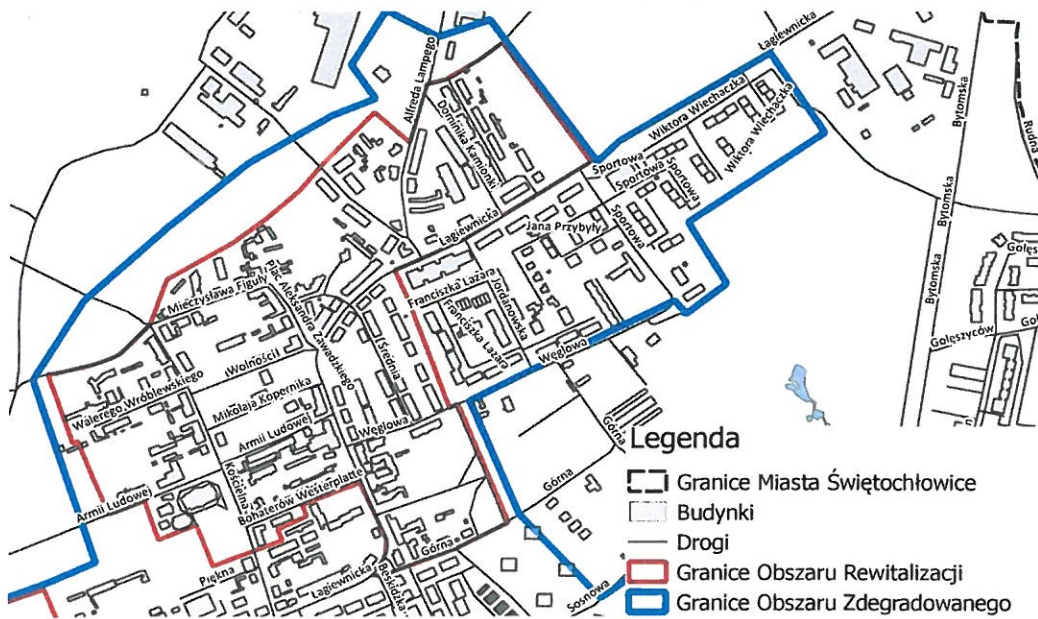 Łagiewnicka
Alfreda Lampego
Dominika Kamionki
Wiktora Wiechaczka
Wiktora Wiechaczka
Bytomska
Rudna
Sportowa
Sportowa
Sportowa
Sportowa
Łagiewnicka
Jana Przybyły
Bytomska
Plac Aleksandra Zawadzkiego
Mieczysława Figuły
Franciszka Lazara
Jordanowska
Franciszka Lazara
Bytomska
Golęszyców
Węglowa
Średnia
Wolności
Walerego Wróblewskiego
Mikołaja Kopernika
Armii Ludowej
Węglowa
Górna
Kościelna
Bohaterów Westerplatte
Armii Ludowej
Górna
Górna
Piękna
Łagiewnicka
Beskidzka
Sosnowa
Legenda
Granice Miasta Świętochłowice
Budynki
Drogi
Granice Obszaru Rewitalizacji
Granice Obszaru Zdegradowanego